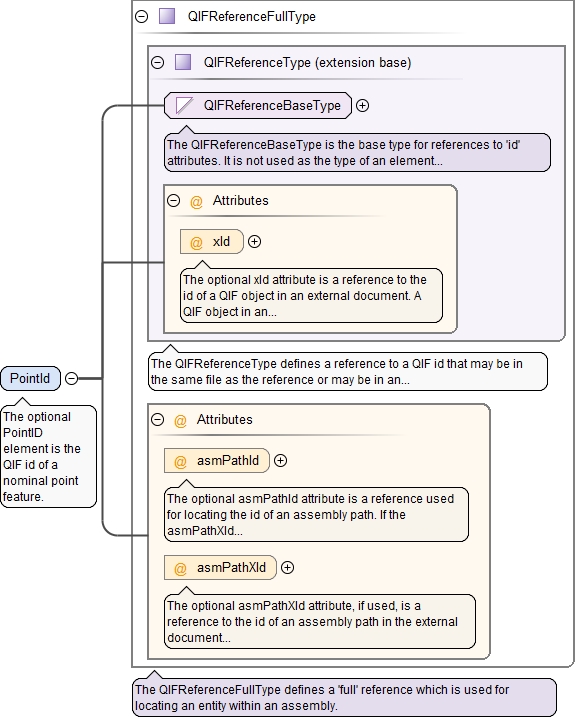 QIFReferenceFullType
QIFReferenceType (extension base)
QIFReferenceBaseType
The QIFReferenceBaseType is the base type for references to 'id'
attributes. It is not used as the type of an element...
@ Attributes
@ xId
The optional xId attribute is a reference to the
id of a QIF object in an external document. A
QIF object in an...
The QIFReferenceType defines a reference to a QIF id that may be in
the same file as the reference or may be in an...
PointId
The optional
PointID
element is the
QIF id of a
nominal point
feature.
@ Attributes
@ asmPathId
The optional asmPathId attribute is a reference used
for locating the id of an assembly path. If the
asmPathXId...
@ asmPathXId
The optional asmPathXId attribute, if used, is a
reference to the id of an assembly path in the external
document...
The QIFReferenceFullType defines a 'full' reference which is used for
locating an entity within an assembly.